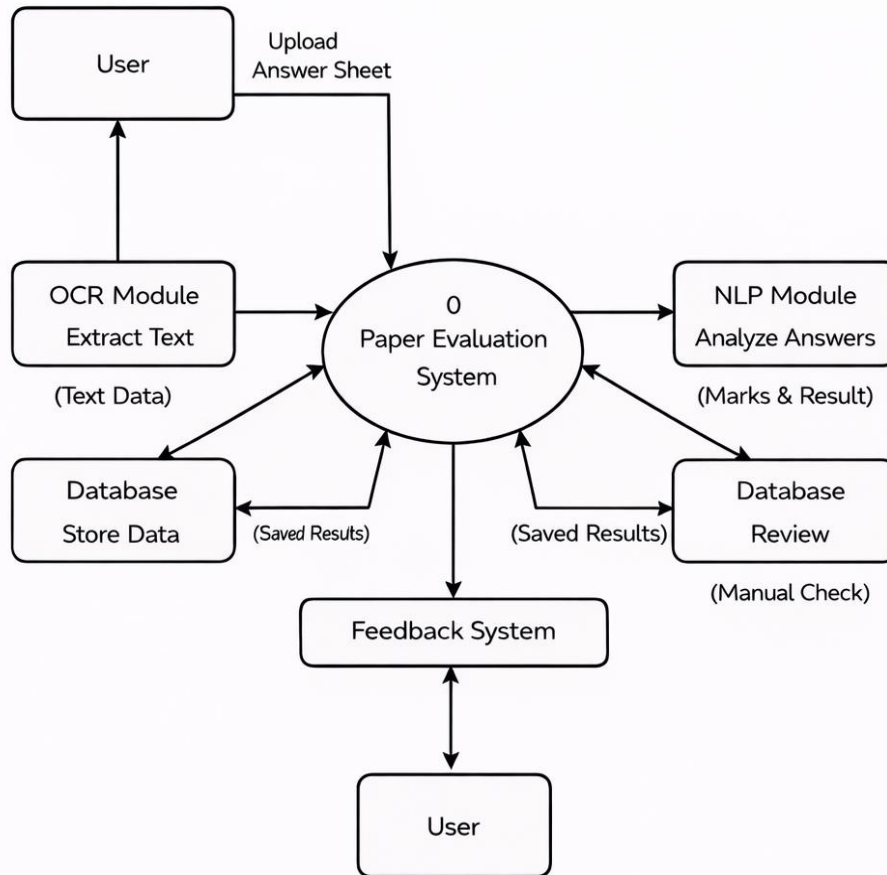 User
Upload
Answer Sheet
OCR Module
Extract Text
(Text Data)
0
Paper Evaluation
System
NLP Module
Analyze Answers
(Marks & Result)
Database
Store Data
(Saved Results)
(Saved Results)
Database
Review
(Manual Check)
Feedback System
User